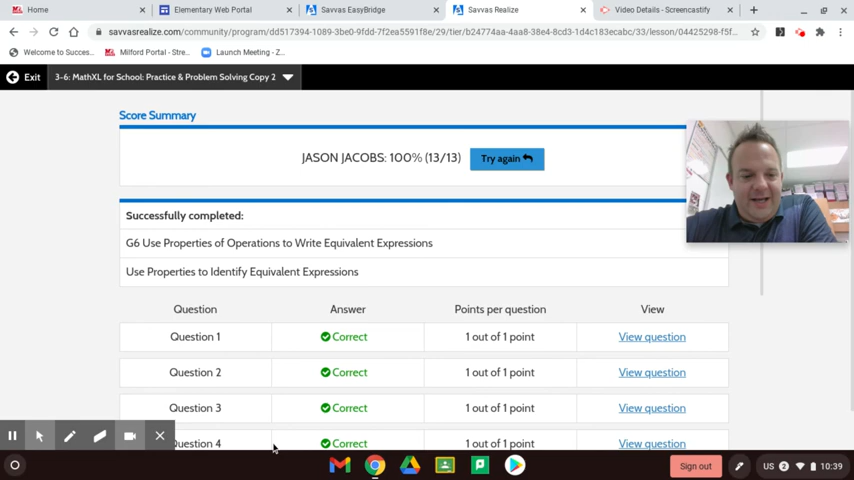 Home
Elementary Web Portal
Savvas EasyBridge
Savvas Realize
Video Details - Screencastify
savvasrealize.com/community/program/dd517394-1089-3be0-9fdd-7f2ea5591f8e/29/tier/b24774aa-4aa8-38e4-8cd3-1d4c183ecabc/33/lesson/04425298-f5f...
Welcome to Succes...
Milford Portal - Stre...
Launch Meeting - Z...
Exit
3-6: MathXL for School: Practice & Problem Solving Copy 2
Score Summary
JASON JACOBS: 100% (13/13)
Try again
Successfully completed:
G6 Use Properties of Operations to Write Equivalent Expressions
Use Properties to Identify Equivalent Expressions
Question Answer Points per question View
Question 1 Correct 1 out of 1 point View question
Question 2 Correct 1 out of 1 point View question
Question 3 Correct 1 out of 1 point View question
Question 4 Correct 1 out of 1 point View question
Sign out
US 2 10:39